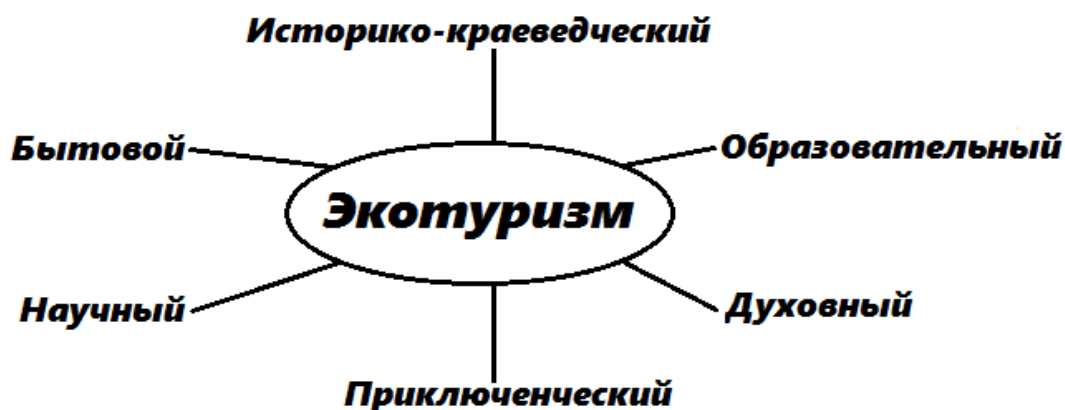 Историко-краеведческий
Бытовой
Образовательный
Экотуризм
Научный
Духовный
Приключенческий